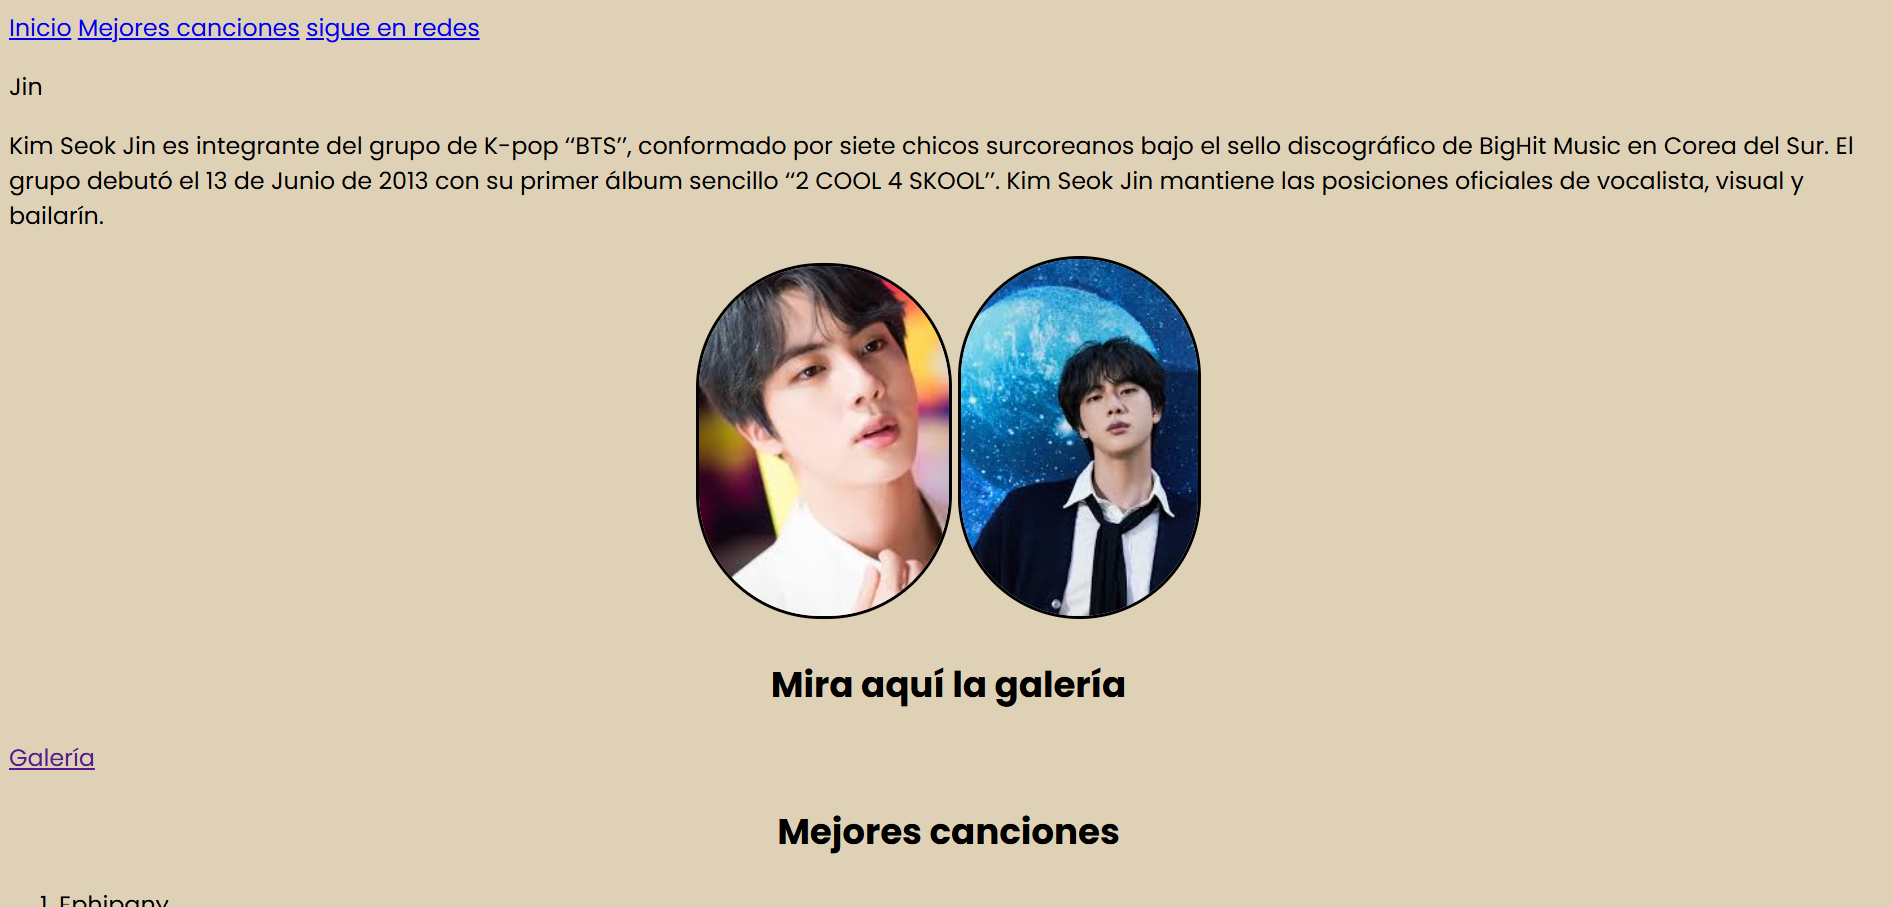 Inicio Mejores canciones sigue en redes
Jin
Kim Seok Jin es integrante del grupo de K-pop ‘‘BTS’’, conformado por siete chicos surcoreanos bajo el sello discográfico de BigHit Music en Corea del Sur. El
grupo debutó el 13 de Junio de 2013 con su primer álbum sencillo ‘‘2 COOL 4 SKOOL’’. Kim Seok Jin mantiene las posiciones oficiales de vocalista, visual y
bailarín.
Mira aquí la galería
Galería
Mejores canciones
1. Ephipany